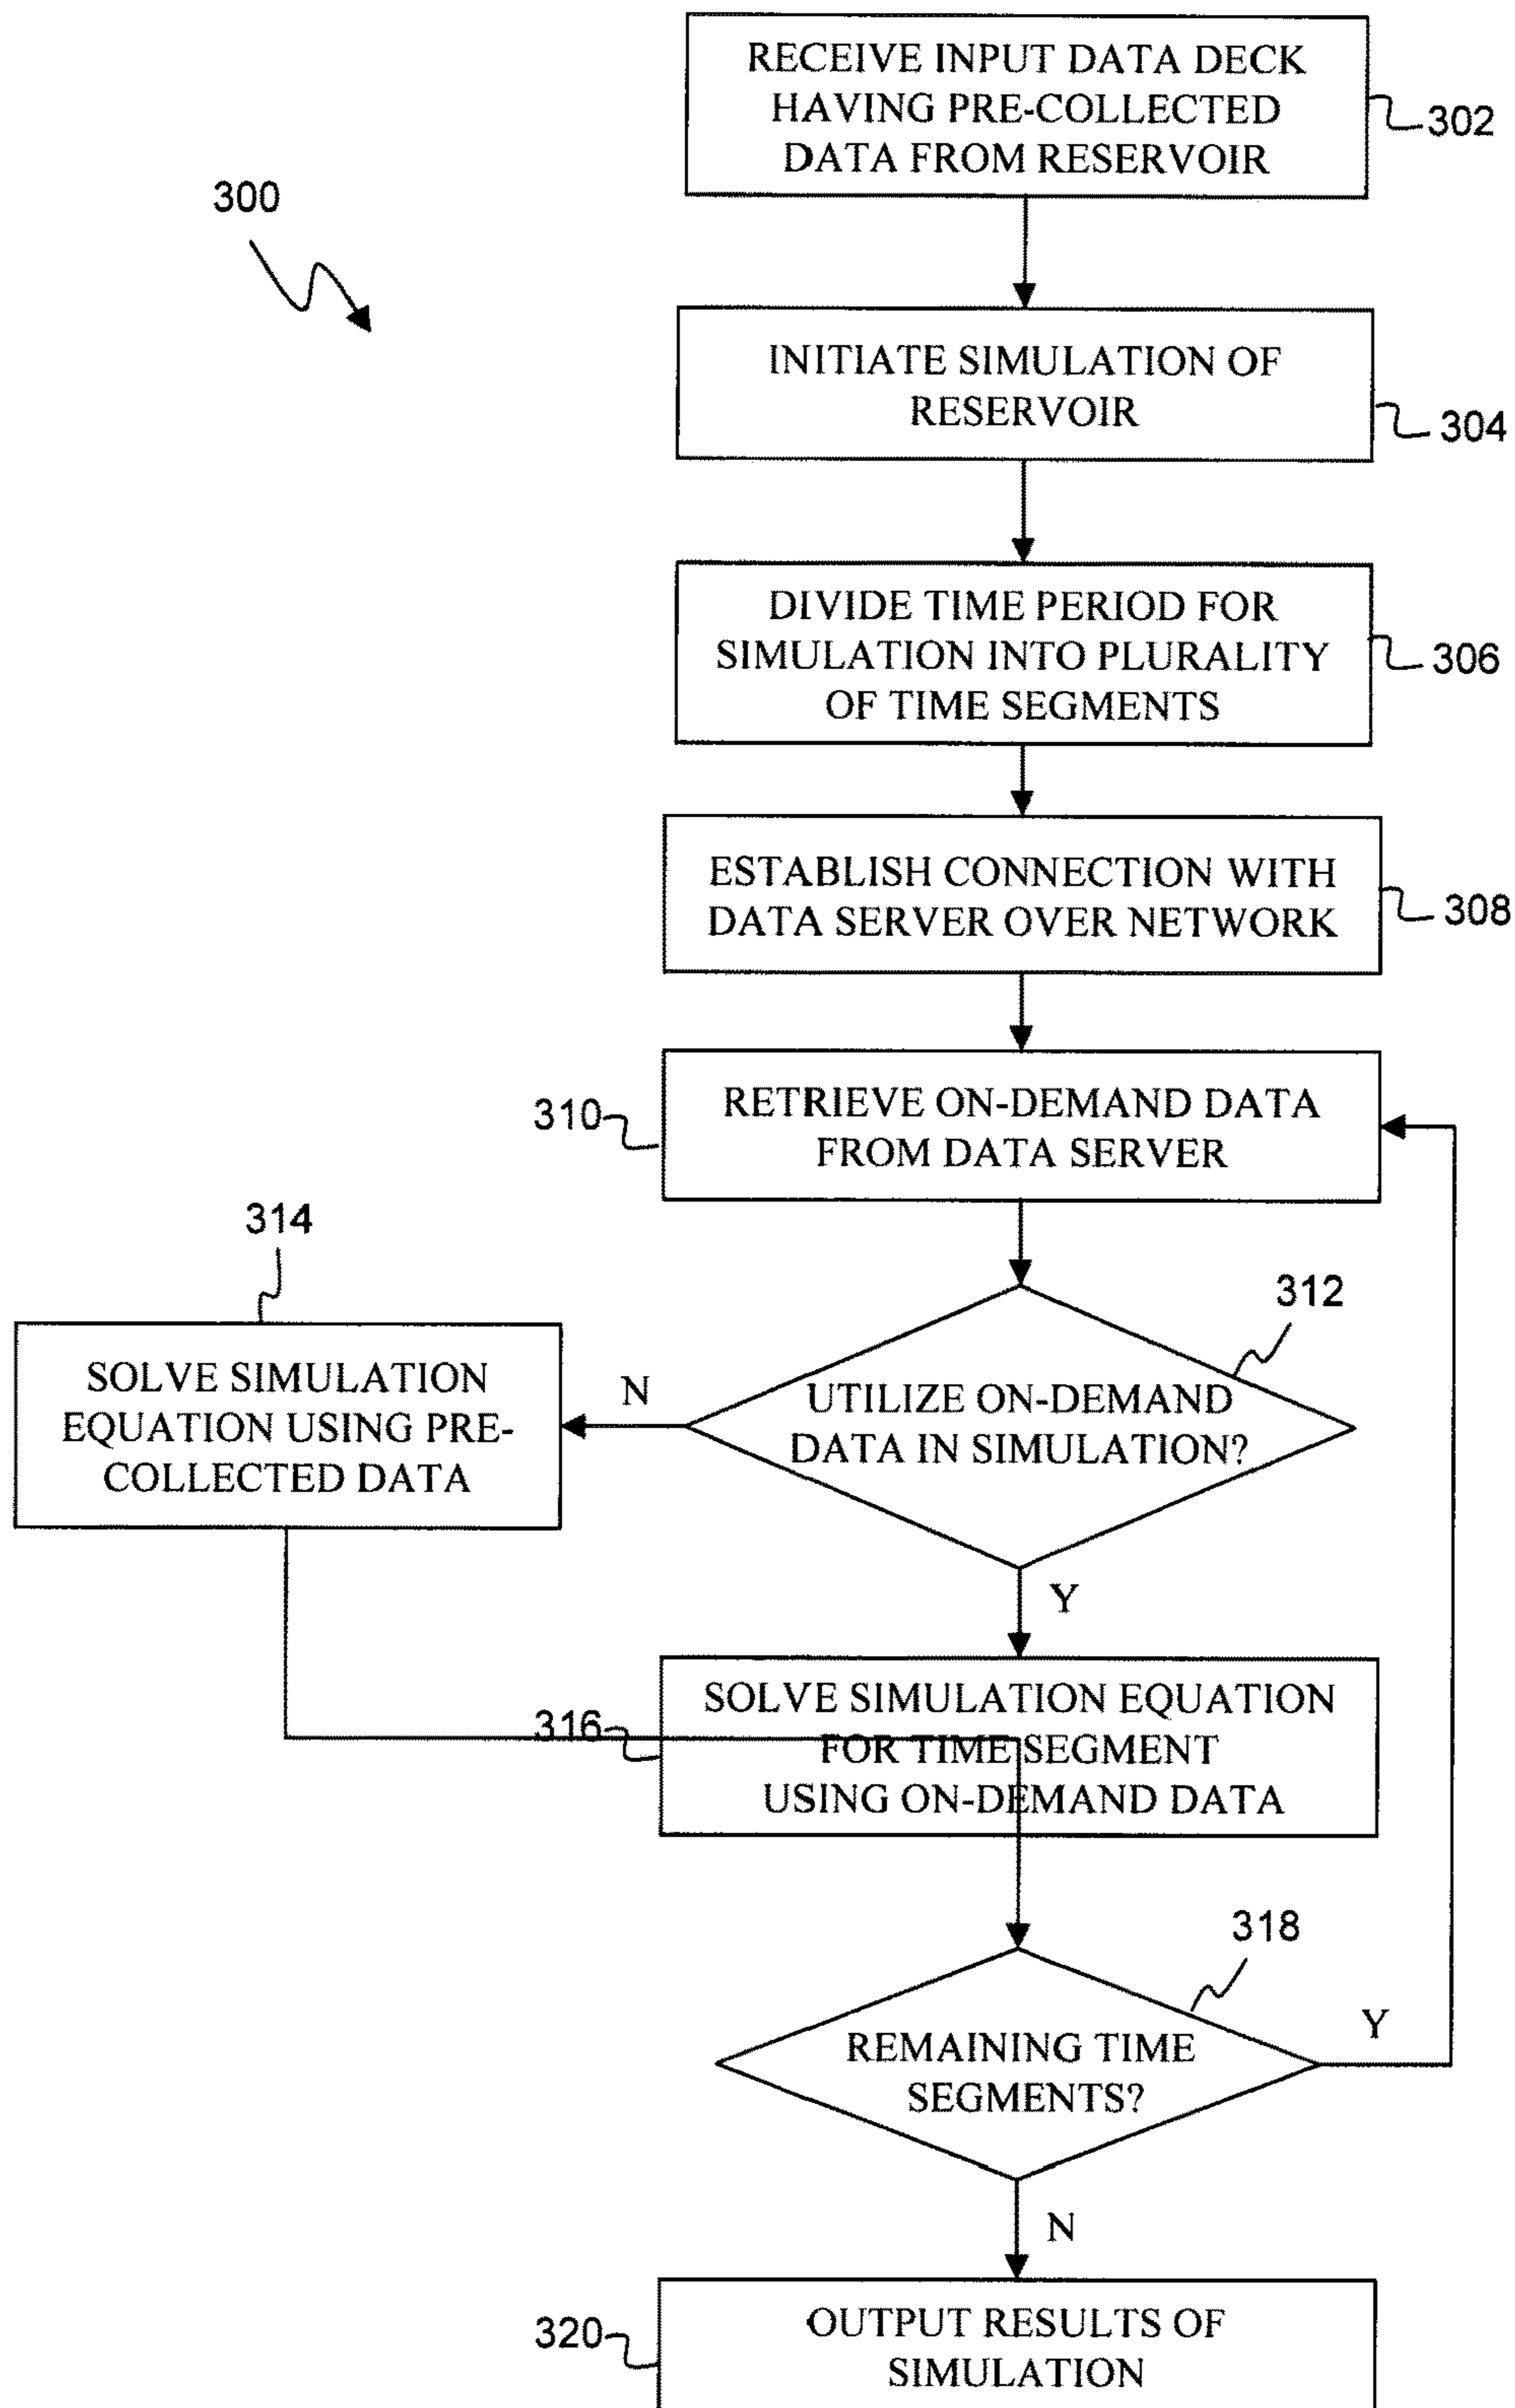 RECEIVE INPUT DATA DECK
HAVING PRE-COLLECTED
DATA FROM RESERVOIR
302
300
INITIATE SIMULATION OF
RESERVOIR
304
DIVIDE TIME PERIOD FOR
SIMULATION INTO PLURALITY
OF TIME SEGMENTS
306
ESTABLISH CONNECTION WITH
DATA SERVER OVER NETWORK
308
310
RETRIEVE ON-DEMAND DATA
FROM DATA SERVER
314
312
SOLVE SIMULATION
EQUATION USING PRE-
COLLECTED DATA
N
UTILIZE ON-DEMAND
DATA IN SIMULATION?
Y
316
SOLVE SIMULATION EQUATION
FOR TIME SEGMENT
USING ON-DEMAND DATA
318
REMAINING TIME
SEGMENTS?
Y
N
320
OUTPUT RESULTS OF
SIMULATION